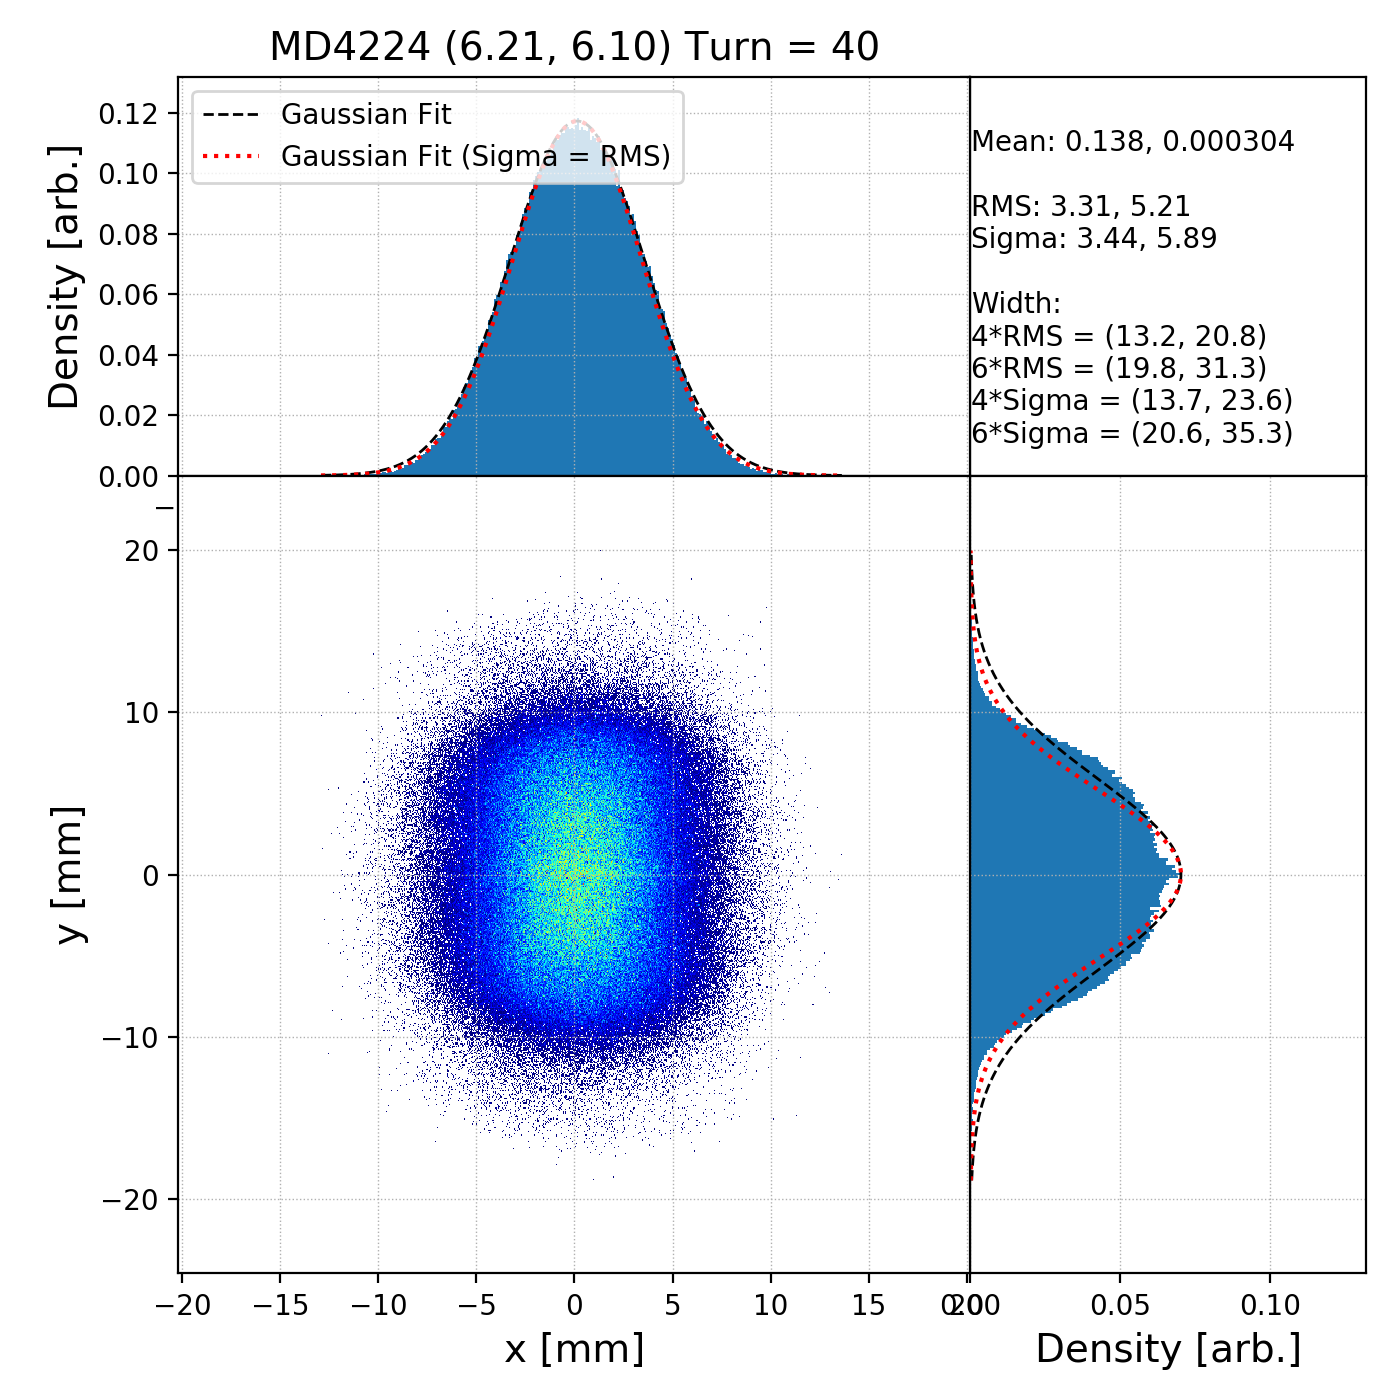 MD4224 (6.21, 6.10) Turn = 40
Gaussian Fit
Gaussian Fit (Sigma = RMS)
Density [arb.]
0.12
0.10
0.08
0.06
0.04
0.02
0.00
Mean: 0.138, 0.000304
RMS: 3.31, 5.21
Sigma: 3.44, 5.89
Width:
4*RMS = (13.2, 20.8)
6*RMS = (19.8, 31.3)
4*Sigma = (13.7, 23.6)
6*Sigma = (20.6, 35.3)
y [mm]
20
10
0
−10
−20
−20 −15 −10 −5 0 5 10 15 20
x [mm]
0.00 0.05 0.10
Density [arb.]